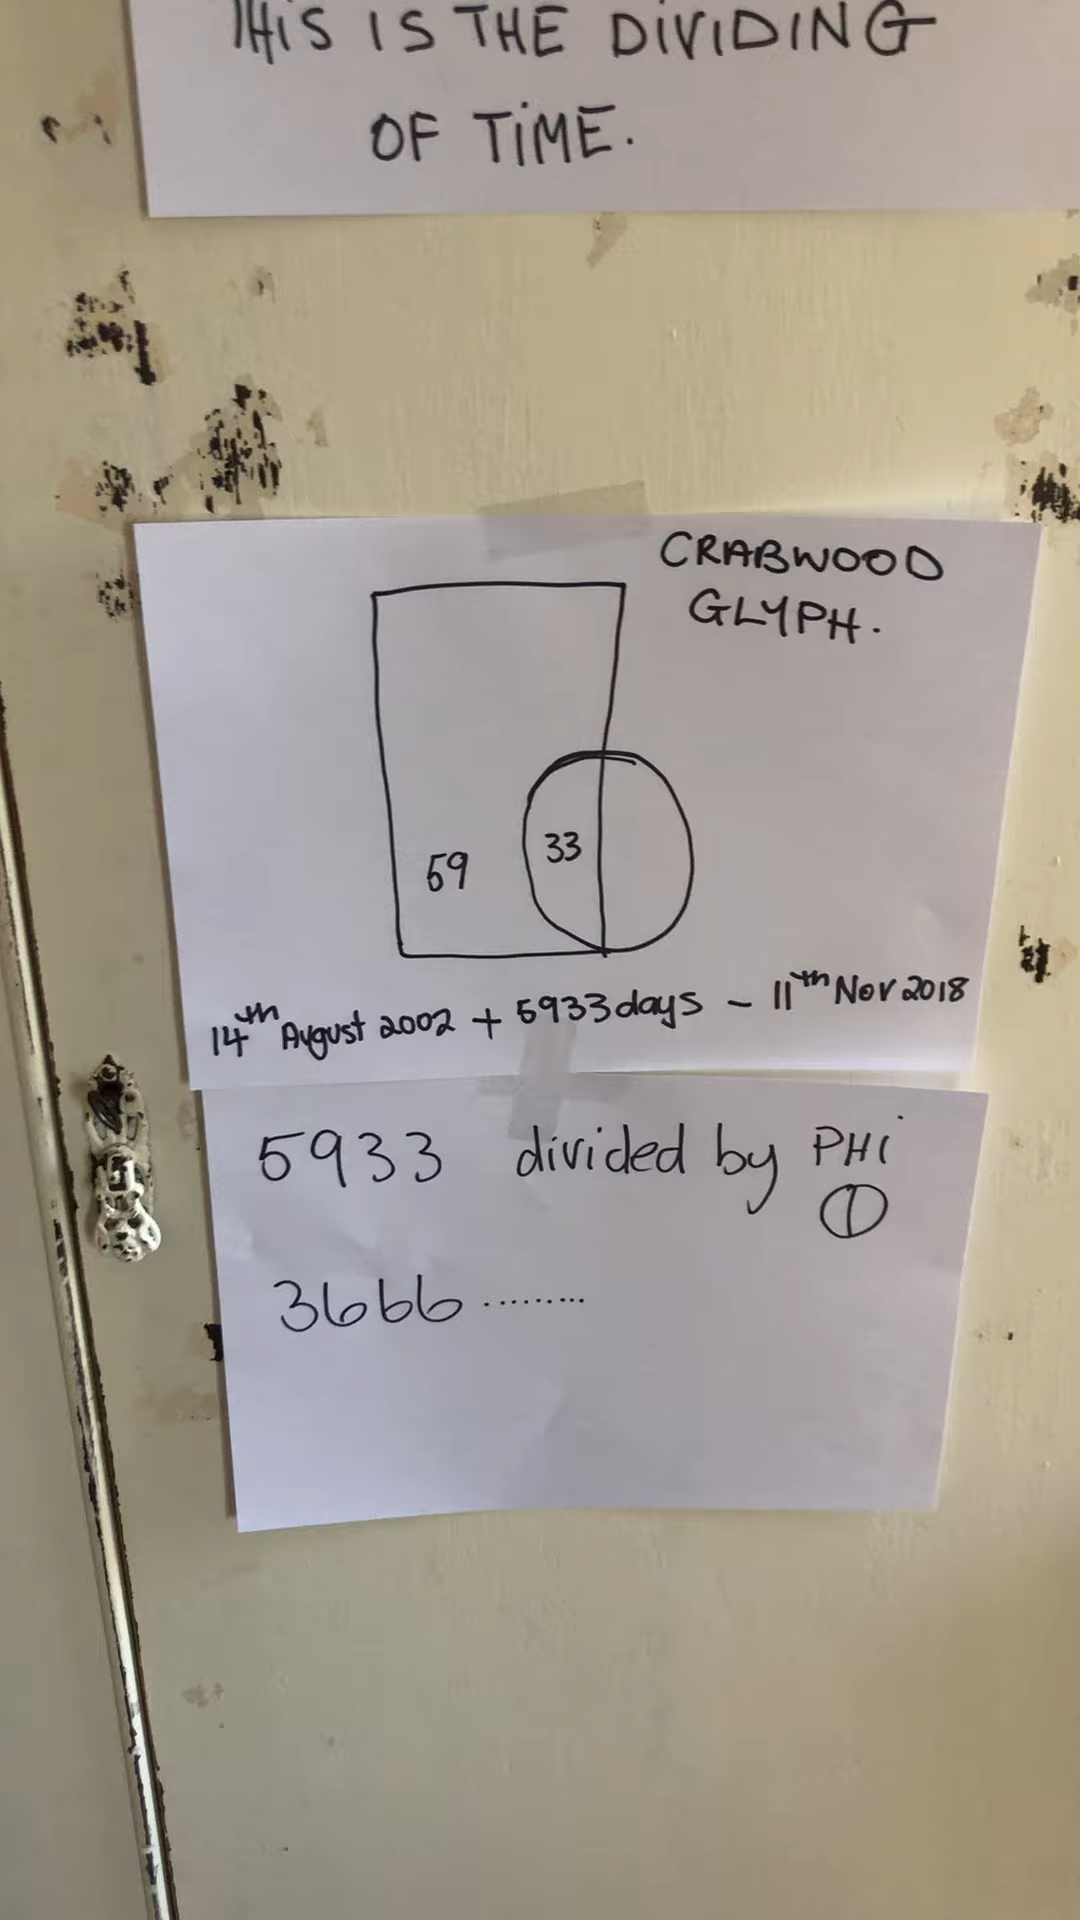 THIS IS THE DIVIDING
OF TIME.
CRABWOOD
GLYPH.
33
59
14th August 2002 + 5933 days - 11th Nov 2018
5933 divided by PHI
3666 .........